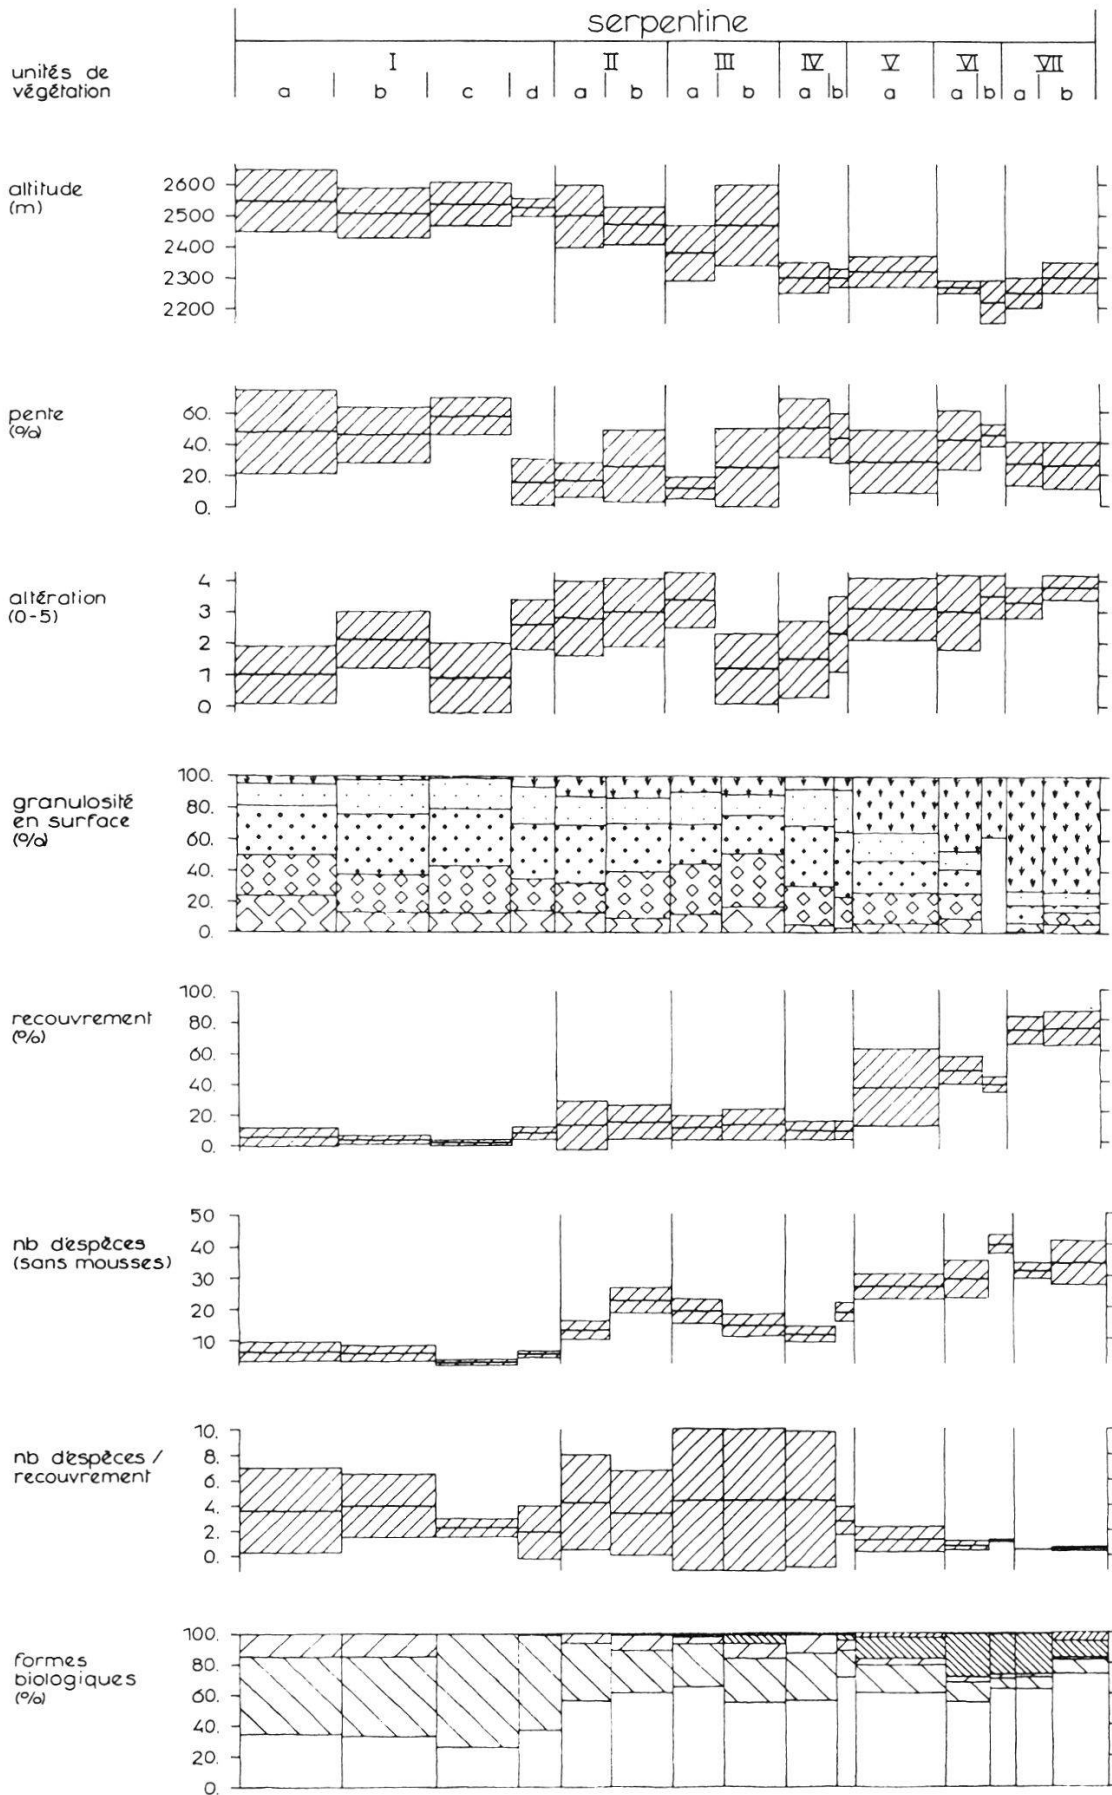 serpentine
I II III IV V VI VII
unités de
végétation
a b c d a b a b a b a a b a b
altitude
(m)
2600
2500
2400
2300
2200
pente
(%)
60.
40.
20.
0.
altération
(0-5)
4
3
2
1
0
granulosité
en surface
(%)
100.
80.
60.
40.
20.
0.
recouvrement
(%)
100.
80.
60.
40.
20.
0.
nb d'espèces
(sans mousses)
50
40
30
20
10
nb d'espèces /
recouvrement
10.
8.
6.
4.
2.
0.
formes
biologiques
(%)
100.
80.
60.
40.
20.
0.